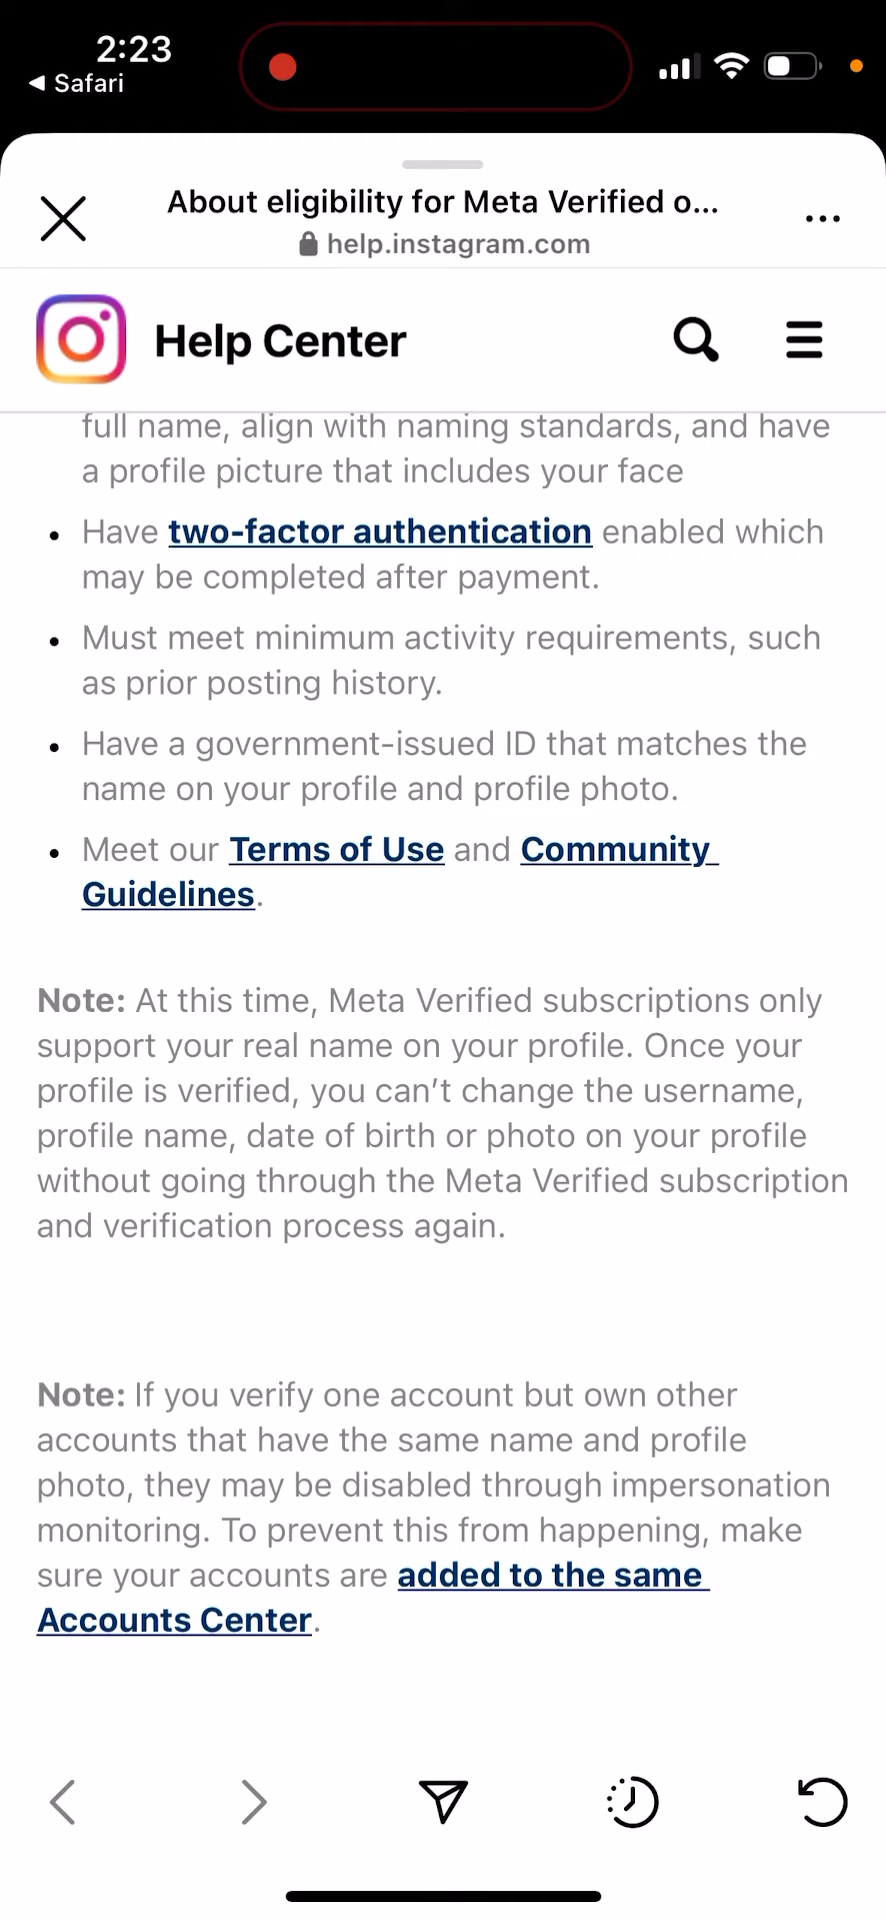 2:23
◀ Safari
About eligibility for Meta Verified o...
help.instagram.com
Help Center
full name, align with naming standards, and have
a profile picture that includes your face
• Have two-factor authentication enabled which
may be completed after payment.
• Must meet minimum activity requirements, such
as prior posting history.
• Have a government-issued ID that matches the
name on your profile and profile photo.
• Meet our Terms of Use and Community
Guidelines.
Note: At this time, Meta Verified subscriptions only
support your real name on your profile. Once your
profile is verified, you can’t change the username,
profile name, date of birth or photo on your profile
without going through the Meta Verified subscription
and verification process again.
Note: If you verify one account but own other
accounts that have the same name and profile
photo, they may be disabled through impersonation
monitoring. To prevent this from happening, make
sure your accounts are added to the same
Accounts Center.